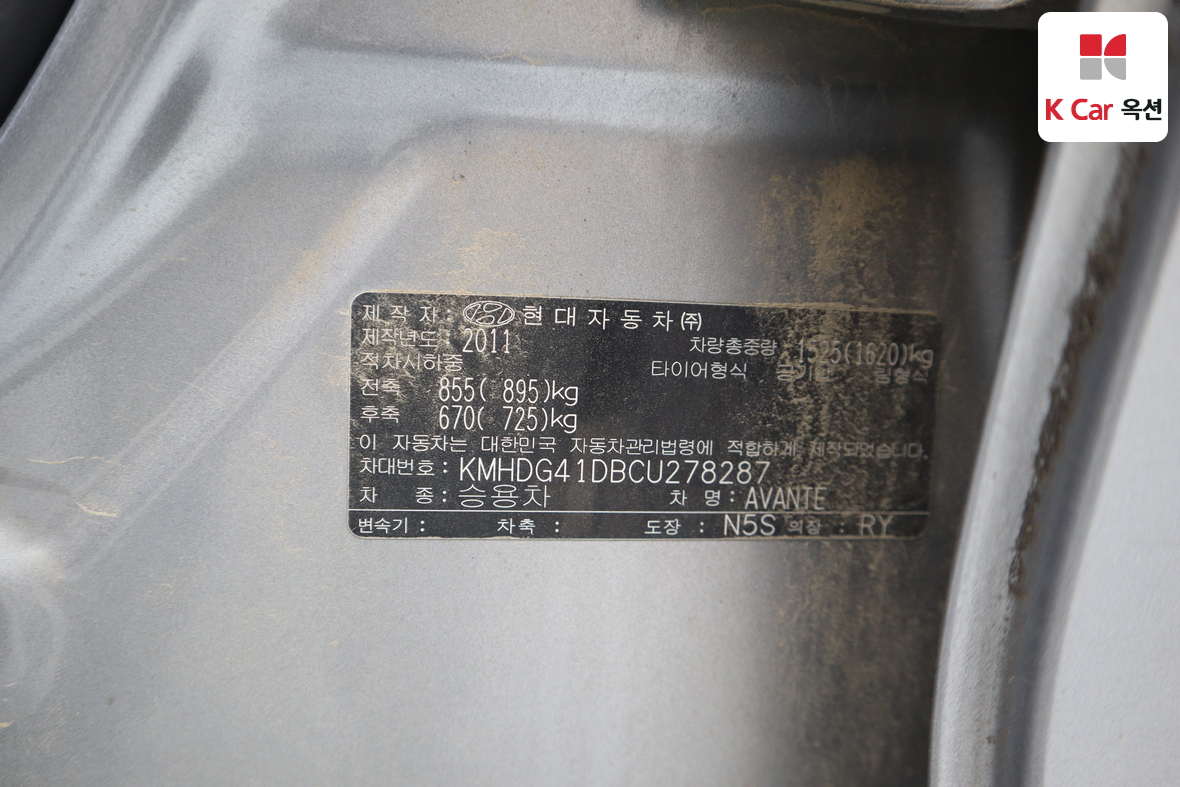 K Car 옥션
제 작 자 현 대 자 동 차 ㈜
제작년도 : 2011 차량총중량 : 1525(1620)kg
적차시하중 타이어형식
전축 855( 895)kg
후축 670( 725)kg
이 자동차는 대한민국 자동차관리법령에 적합하게 제작되었습니다.
차대번호 : KMHDG41DBCU278287
차 종 : 승용차 차 명 : AVANTE
변속기 : 차축 : 도장 : N5S 의장 : RY